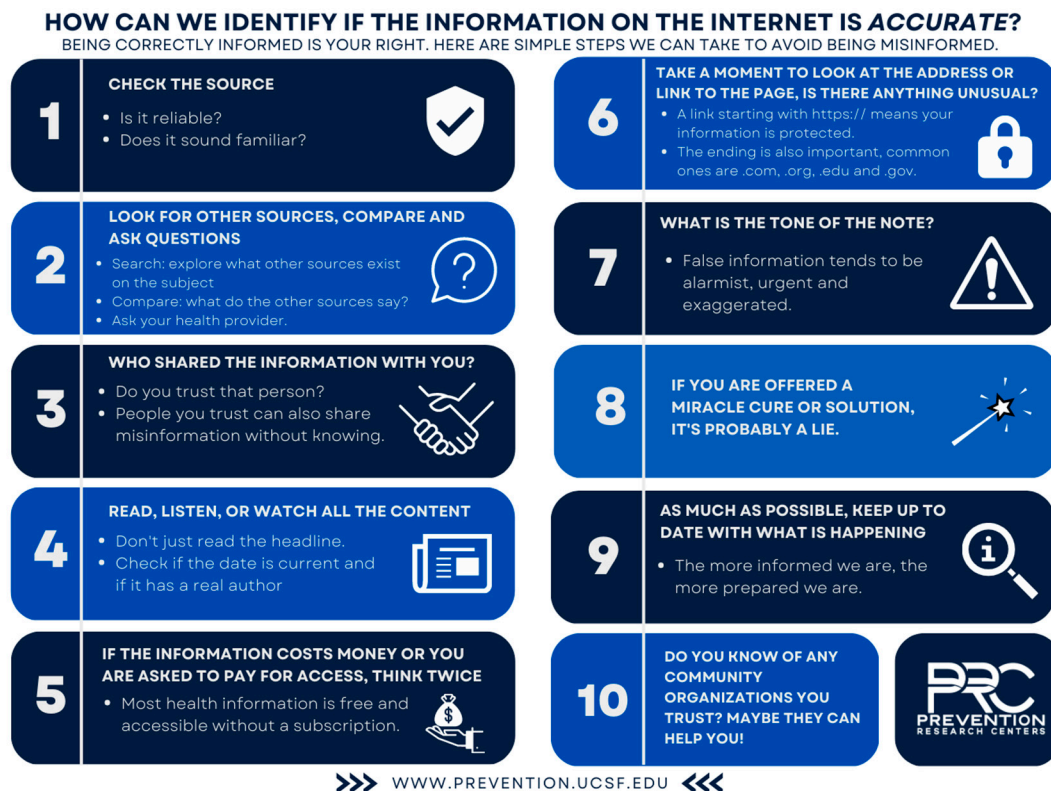 HOW CAN WE IDENTIFY IF THE INFORMATION ON THE INTERNET IS ACCURATE?
BEING CORRECTLY INFORMED IS YOUR RIGHT. HERE ARE SIMPLE STEPS WE CAN TAKE TO AVOID BEING MISINFORMED.
1
CHECK THE SOURCE
• Is it reliable?
• Does it sound familiar?
2
LOOK FOR OTHER SOURCES, COMPARE AND
ASK QUESTIONS
• Search: explore what other sources exist
on the subject
• Compare: what do the other sources say?
• Ask your health provider.
?
3
WHO SHARED THE INFORMATION WITH YOU?
• Do you trust that person?
• People you trust can also share
misinformation without knowing.
4
READ, LISTEN, OR WATCH ALL THE CONTENT
• Don't just read the headline.
• Check if the date is current and
if it has a real author
5
IF THE INFORMATION COSTS MONEY OR YOU
ARE ASKED TO PAY FOR ACCESS, THINK TWICE
• Most health information is free and
accessible without a subscription.
$
6
TAKE A MOMENT TO LOOK AT THE ADDRESS OR
LINK TO THE PAGE, IS THERE ANYTHING UNUSUAL?
• A link starting with https:// means your
information is protected.
• The ending is also important, common
ones are .com, .org, .edu and .gov.
7
WHAT IS THE TONE OF THE NOTE?
• False information tends to be
alarmist, urgent and
exaggerated.
!
8
IF YOU ARE OFFERED A
MIRACLE CURE OR SOLUTION,
IT'S PROBABLY A LIE.
9
AS MUCH AS POSSIBLE, KEEP UP TO
DATE WITH WHAT IS HAPPENING
• The more informed we are, the
more prepared we are.
i
10
DO YOU KNOW OF ANY
COMMUNITY
ORGANIZATIONS YOU
TRUST? MAYBE THEY CAN
HELP YOU!
PRC
PREVENTION
RESEARCH CENTERS
WWW.PREVENTION.UCSF.EDU